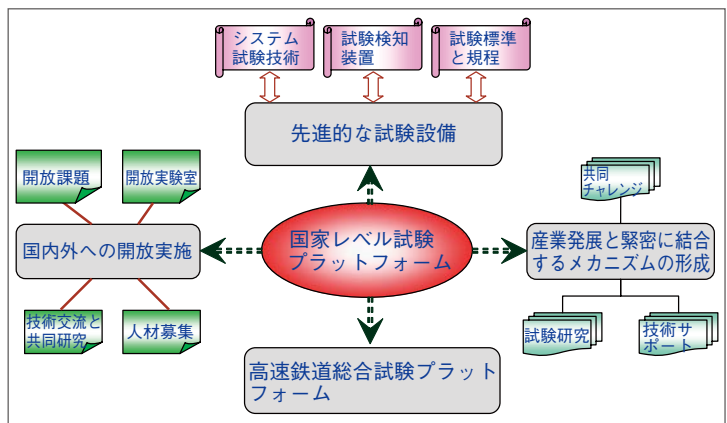 システム
試験技術
試験検知
装置
試験標準
と規程
先進的な試験設備
開放課題
開放実験室
共同
チャレンジ
国内外への開放実施
国家レベル試験
プラットフォーム
産業発展と緊密に結合
するメカニズムの形成
技術交流と
共同研究
人材募集
試験研究
技術サ
ポート
高速鉄道総合試験プラット
フォーム